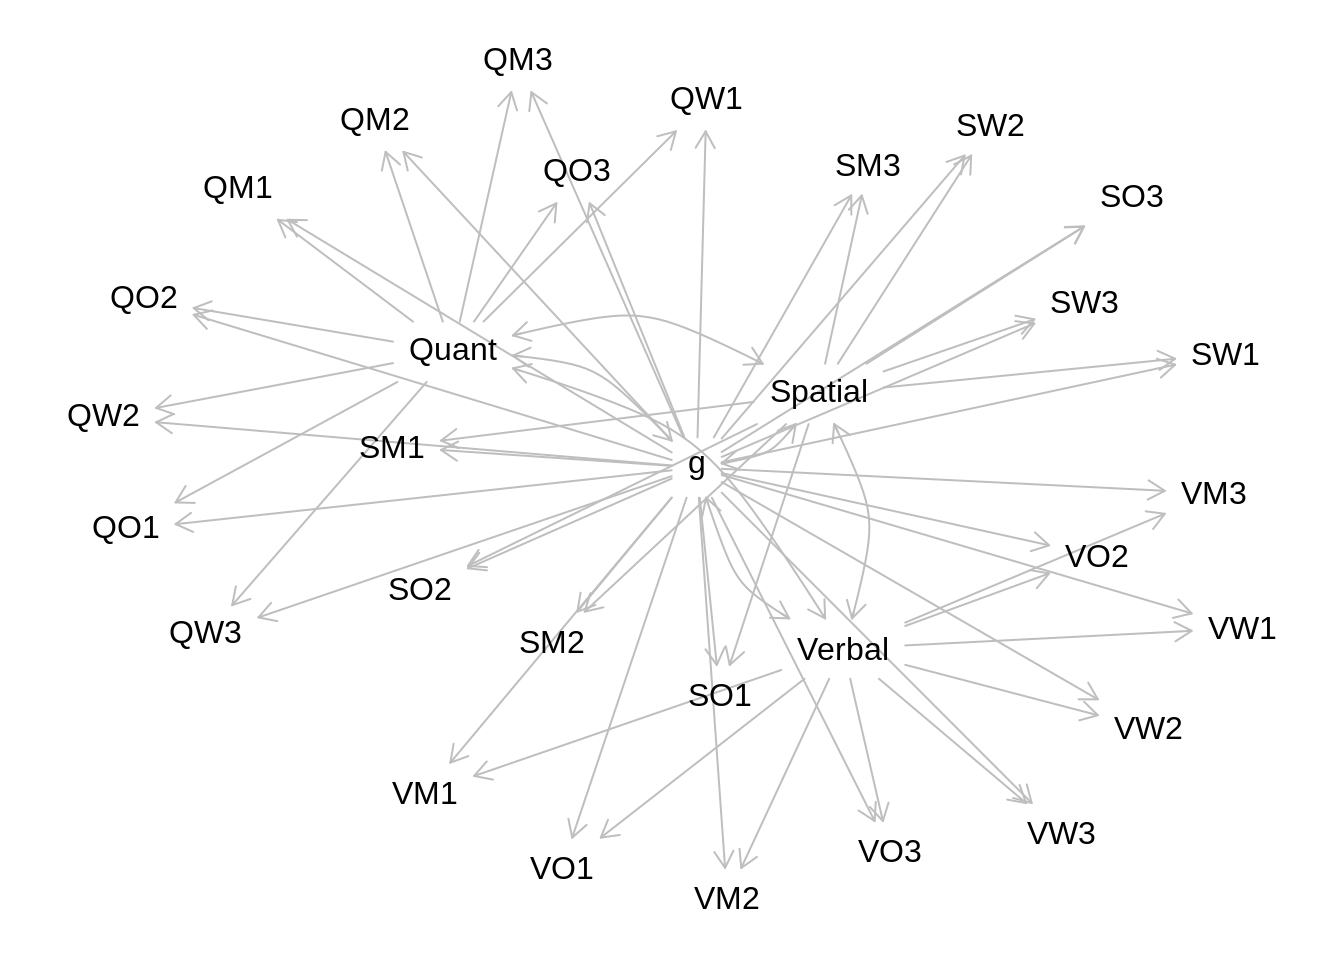 QM3
QW1
QM2
SW2
SM3
QO3
QM1
SO3
QO2
SW3
Quant
SW1
Spatial
QW2
SM1
g
VM3
QO1
VO2
SO2
VW1
QW3
SM2
Verbal
SO1
VW2
VM1
VW3
VO3
VO1
VM2